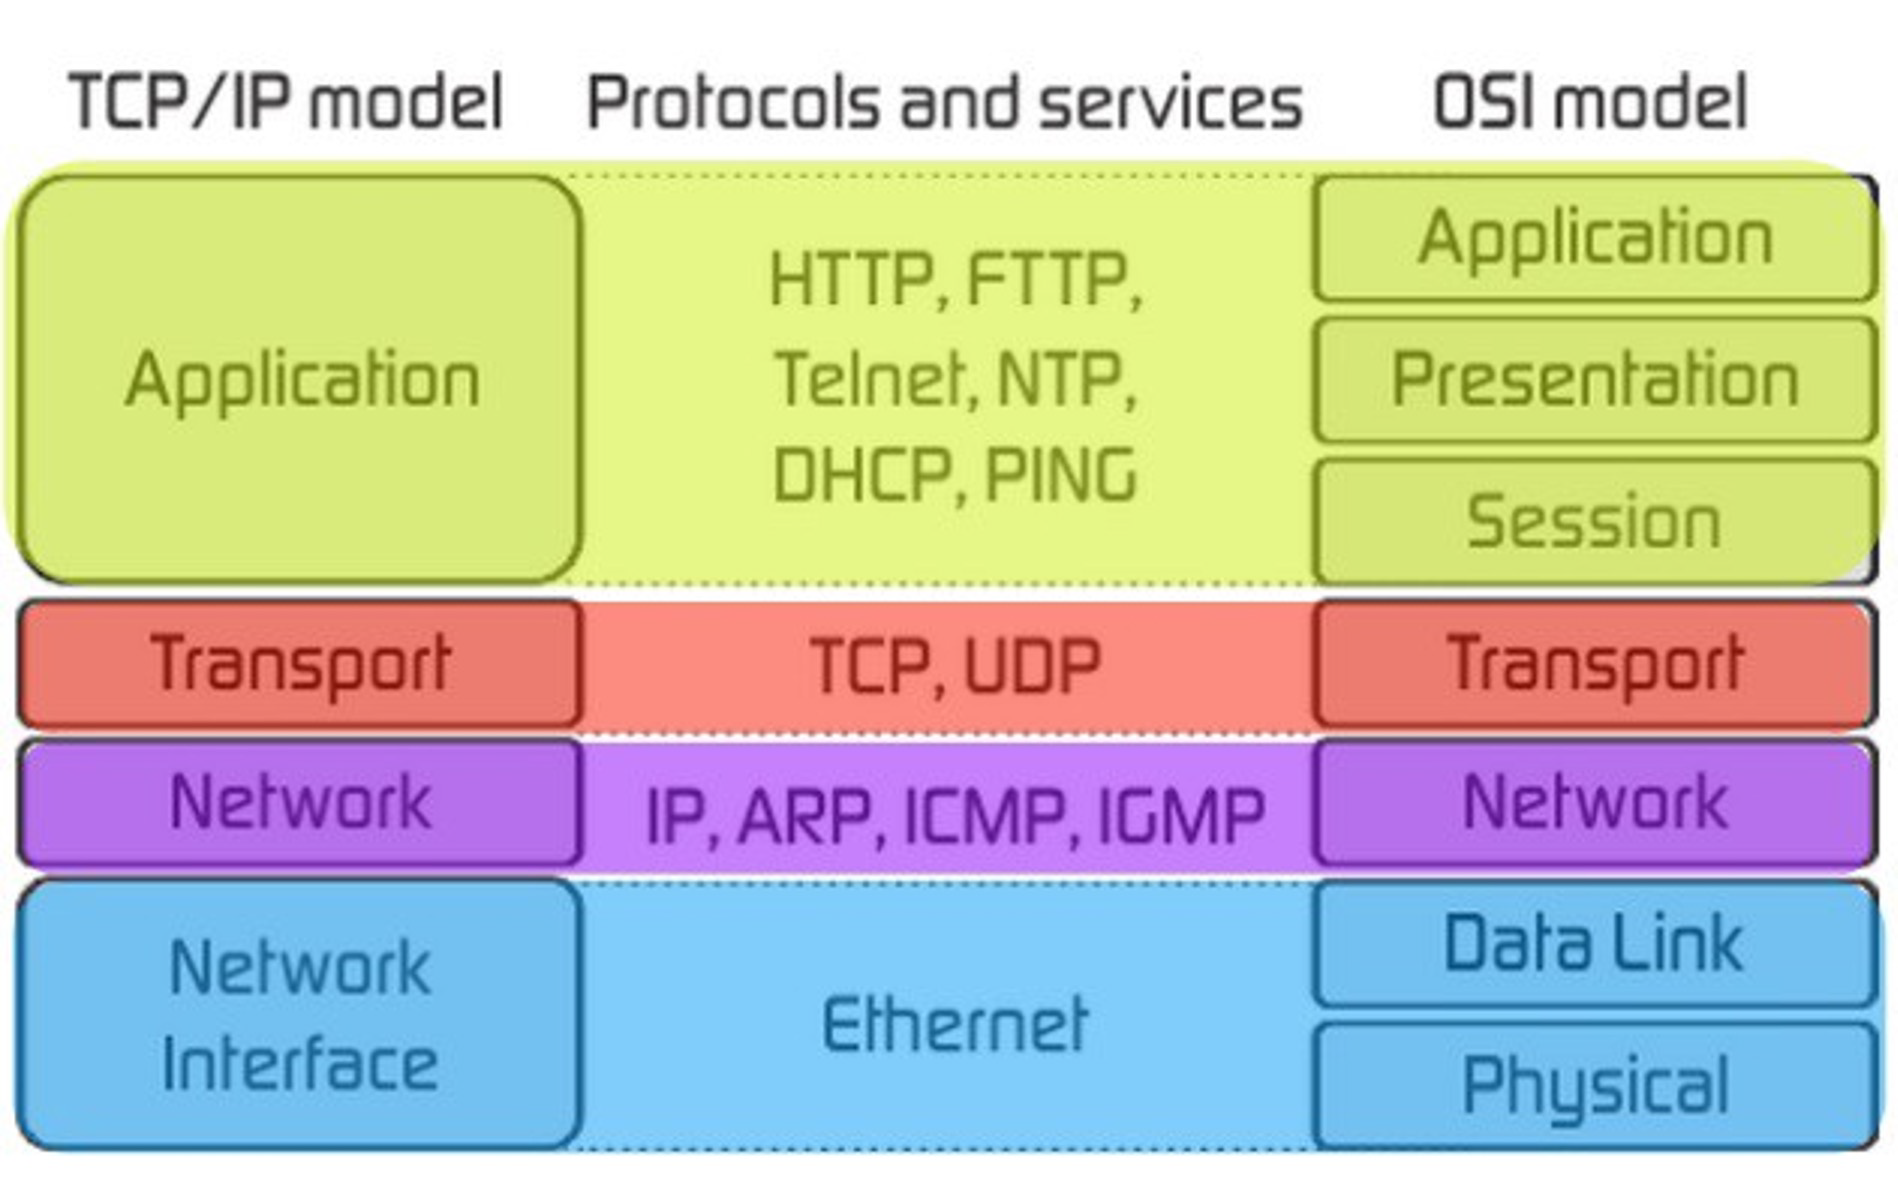 TCP/IP model
Protocols and services
OSI model
Application
HTTP, FTTP,
Telnet, NTP,
DHCP, PING
Application
Presentation
Session
Transport
TCP, UDP
Transport
Network
IP, ARP, ICMP, IGMP
Network
Network
Interface
Ethernet
Data Link
Physical